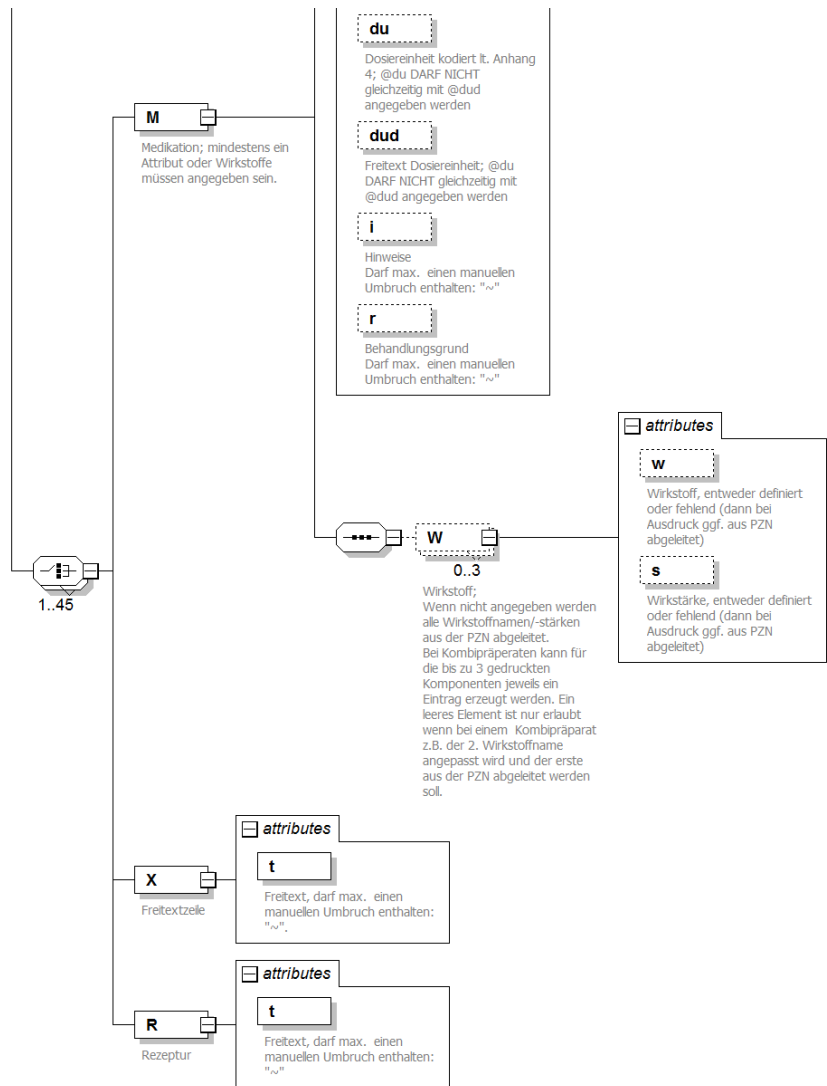 du
Dosiereinheit kodiert lt. Anhang
4; @du DARF NICHT
gleichzeitig mit @dud
angegeben werden
M
Medikation; mindestens ein
Attribut oder Wirkstoffe
müssen angegeben sein.
dud
Freitext Dosiereinheit; @du
DARF NICHT gleichzeitig mit
@dud angegeben werden
i
Hinweise
Darf max.  einen manuellen
Umbruch enthalten: "~"
r
Behandlungsgrund
Darf max.  einen manuellen
Umbruch enthalten: "~"
attributes
w
Wirkstoff, entweder definiert
oder fehlend (dann bei
Ausdruck ggf. aus PZN
abgeleitet)
s
Wirkstärke, entweder definiert
oder fehlend (dann bei
Ausdruck ggf. aus PZN
abgeleitet)
W
0..3
Wirkstoff;
Wenn nicht angegeben werden
alle Wirkstoffnamen/-stärken
aus der PZN abgeleitet.
Bei Kombipräperaten kann für
die bis zu 3 gedruckten
Komponenten jeweils ein
Eintrag erzeugt werden. Ein
leeres Element ist nur erlaubt
wenn bei einem  Kombipräparat
z.B. der 2. Wirkstoffname
angepasst wird und der erste
aus der PZN abgeleitet werden
soll.
1..45
attributes
X
Freitextzeile
t
Freitext, darf max.  einen
manuellen Umbruch enthalten:
"~".
attributes
R
Rezeptur
t
Freitext, darf max.  einen
manuellen Umbruch enthalten:
"~"